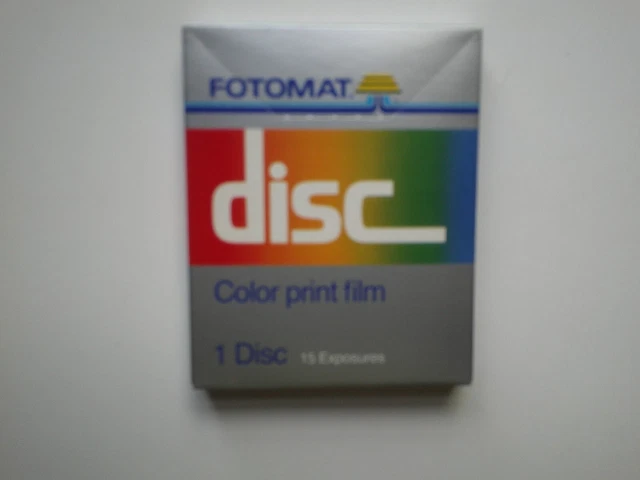 FOTOMAT
disc
Color print film
1 Disc 15 Exposures